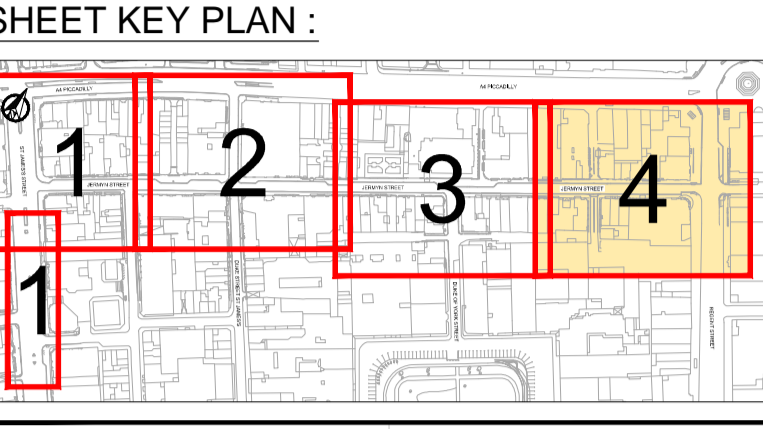 SHEET KEY PLAN :
A4 PICCADILLY
A4 PICCADILLY
N
1
2
3
4
ST JAMES'S STREET
JERMYN STREET
JERMYN STREET
JERMYN STREET
1
DUKE STREET ST JAMES'S
DUKE OF YORK STREET
REGENT STREET